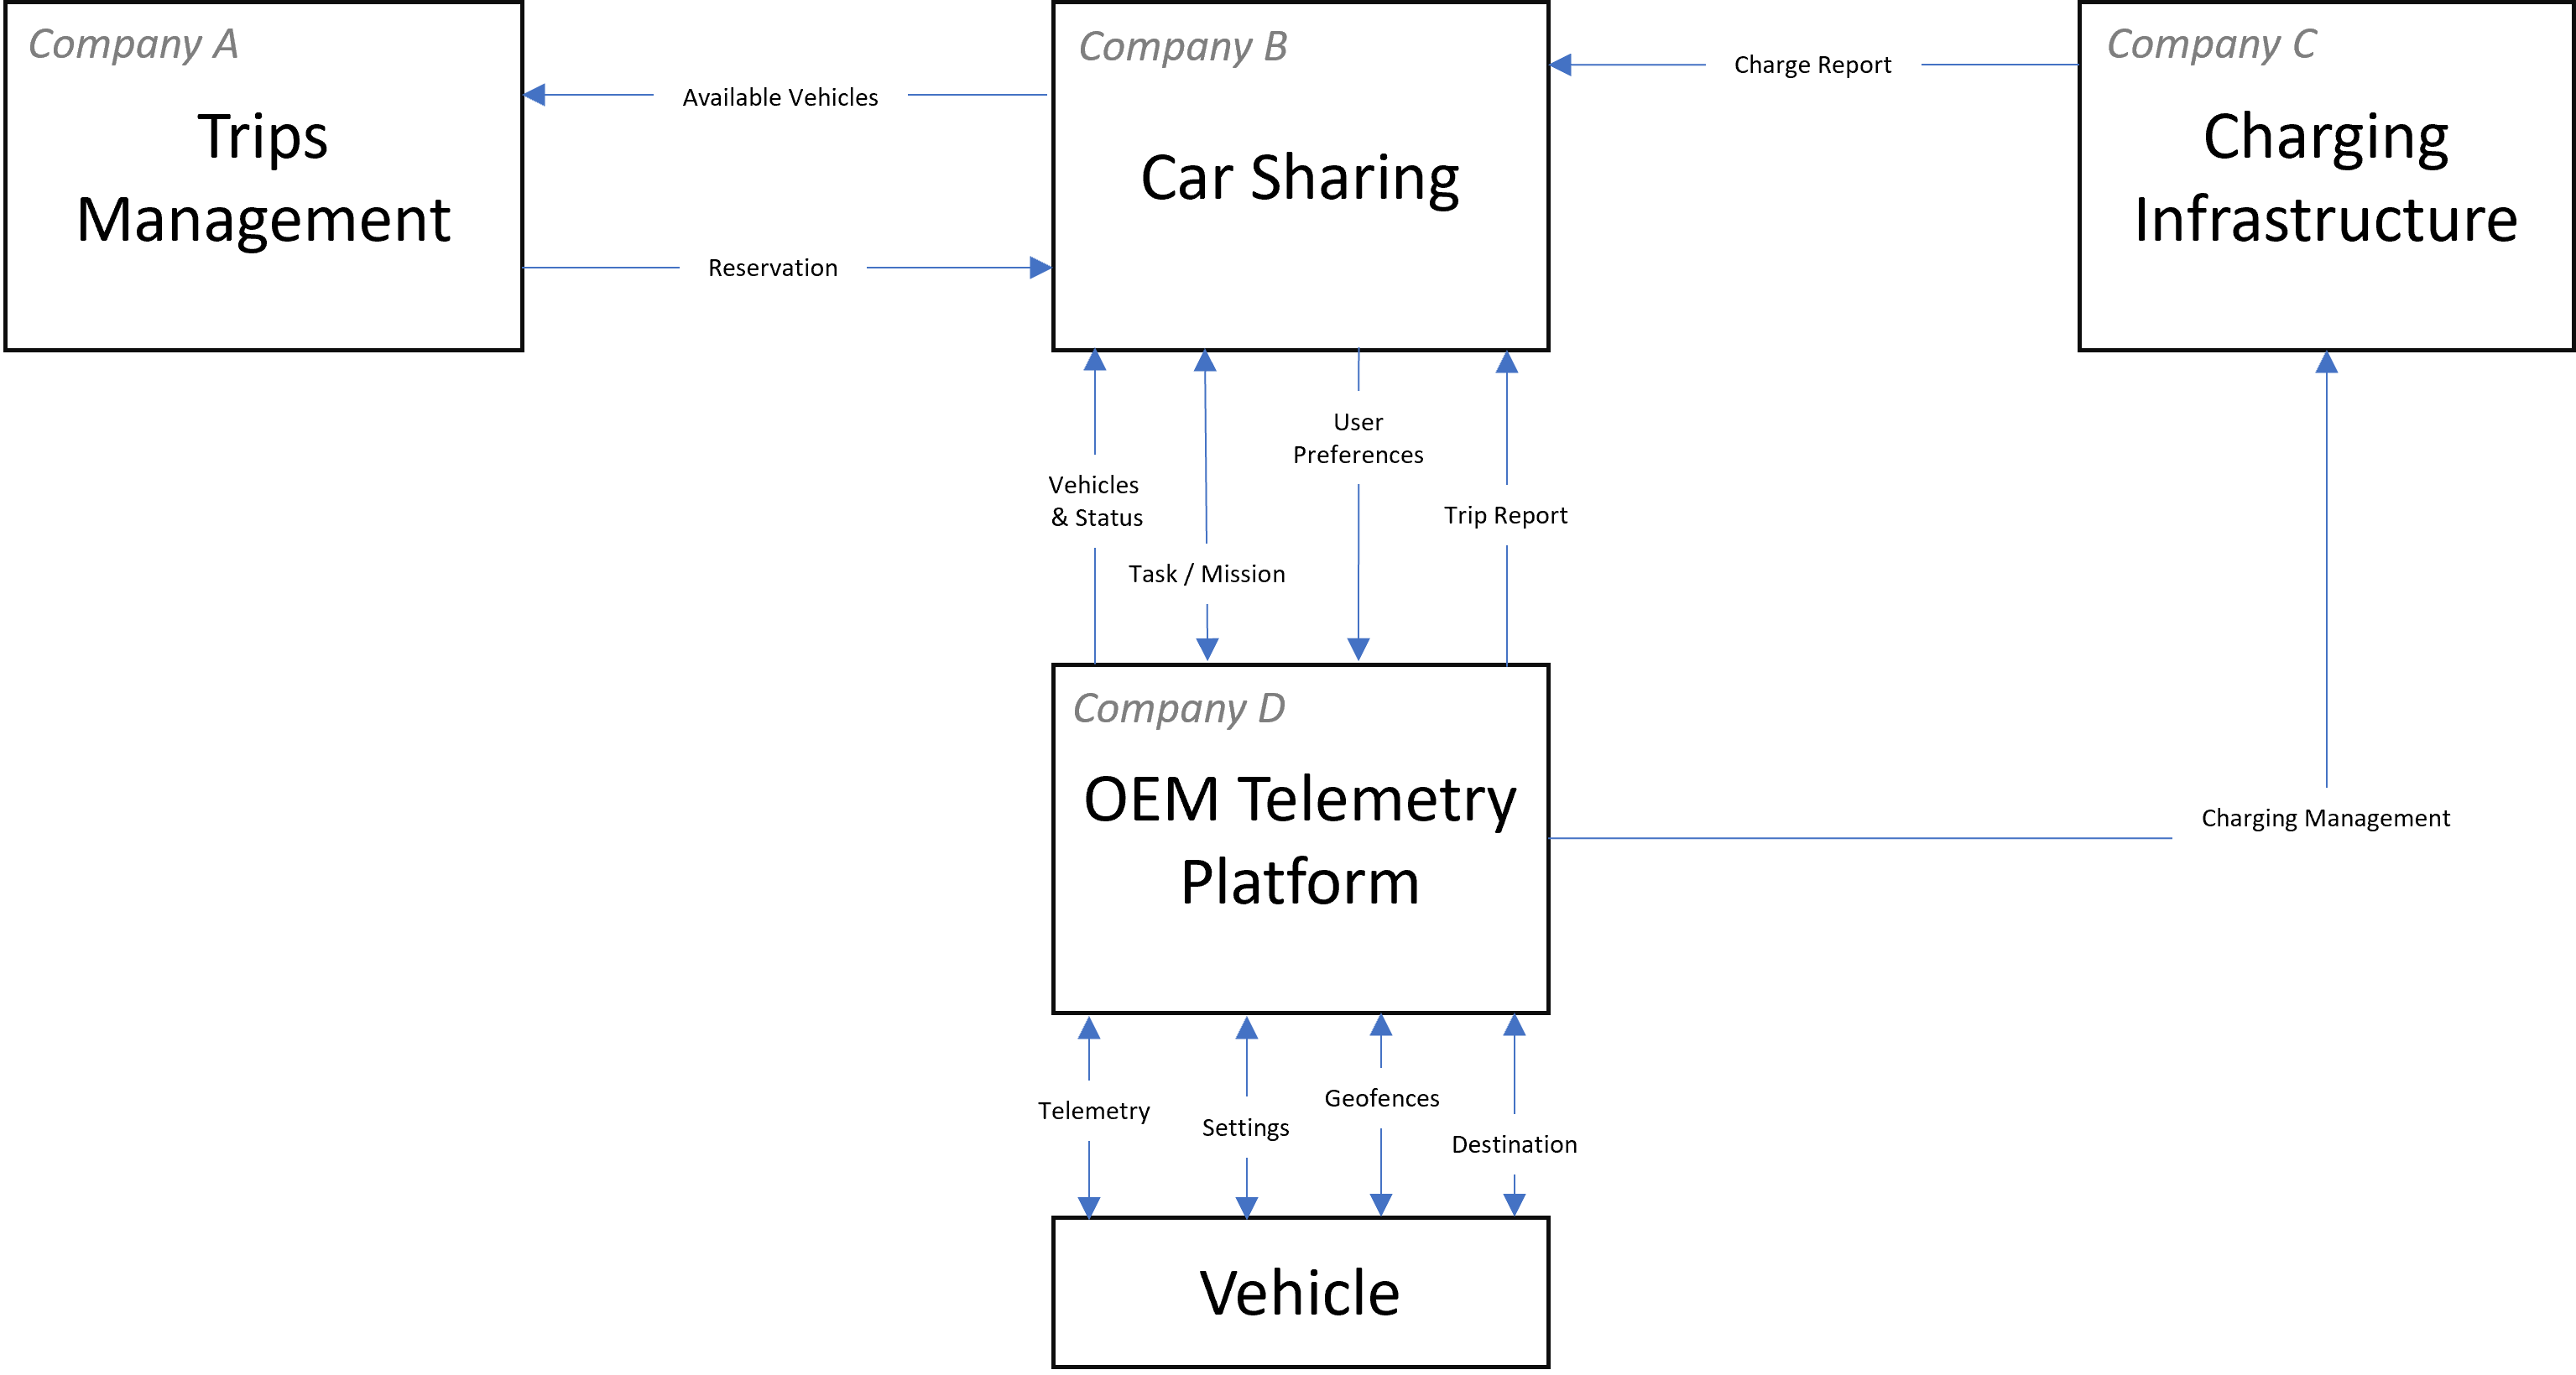 Company A
Trips
Management
Available Vehicles
Reservation
Company B
Car Sharing
Charge Report
Company C
Charging
Infrastructure
Vehicles
& Status
Task / Mission
User
Preferences
Trip Report
Company D
OEM Telemetry
Platform
Charging Management
Telemetry
Settings
Geofences
Destination
Vehicle